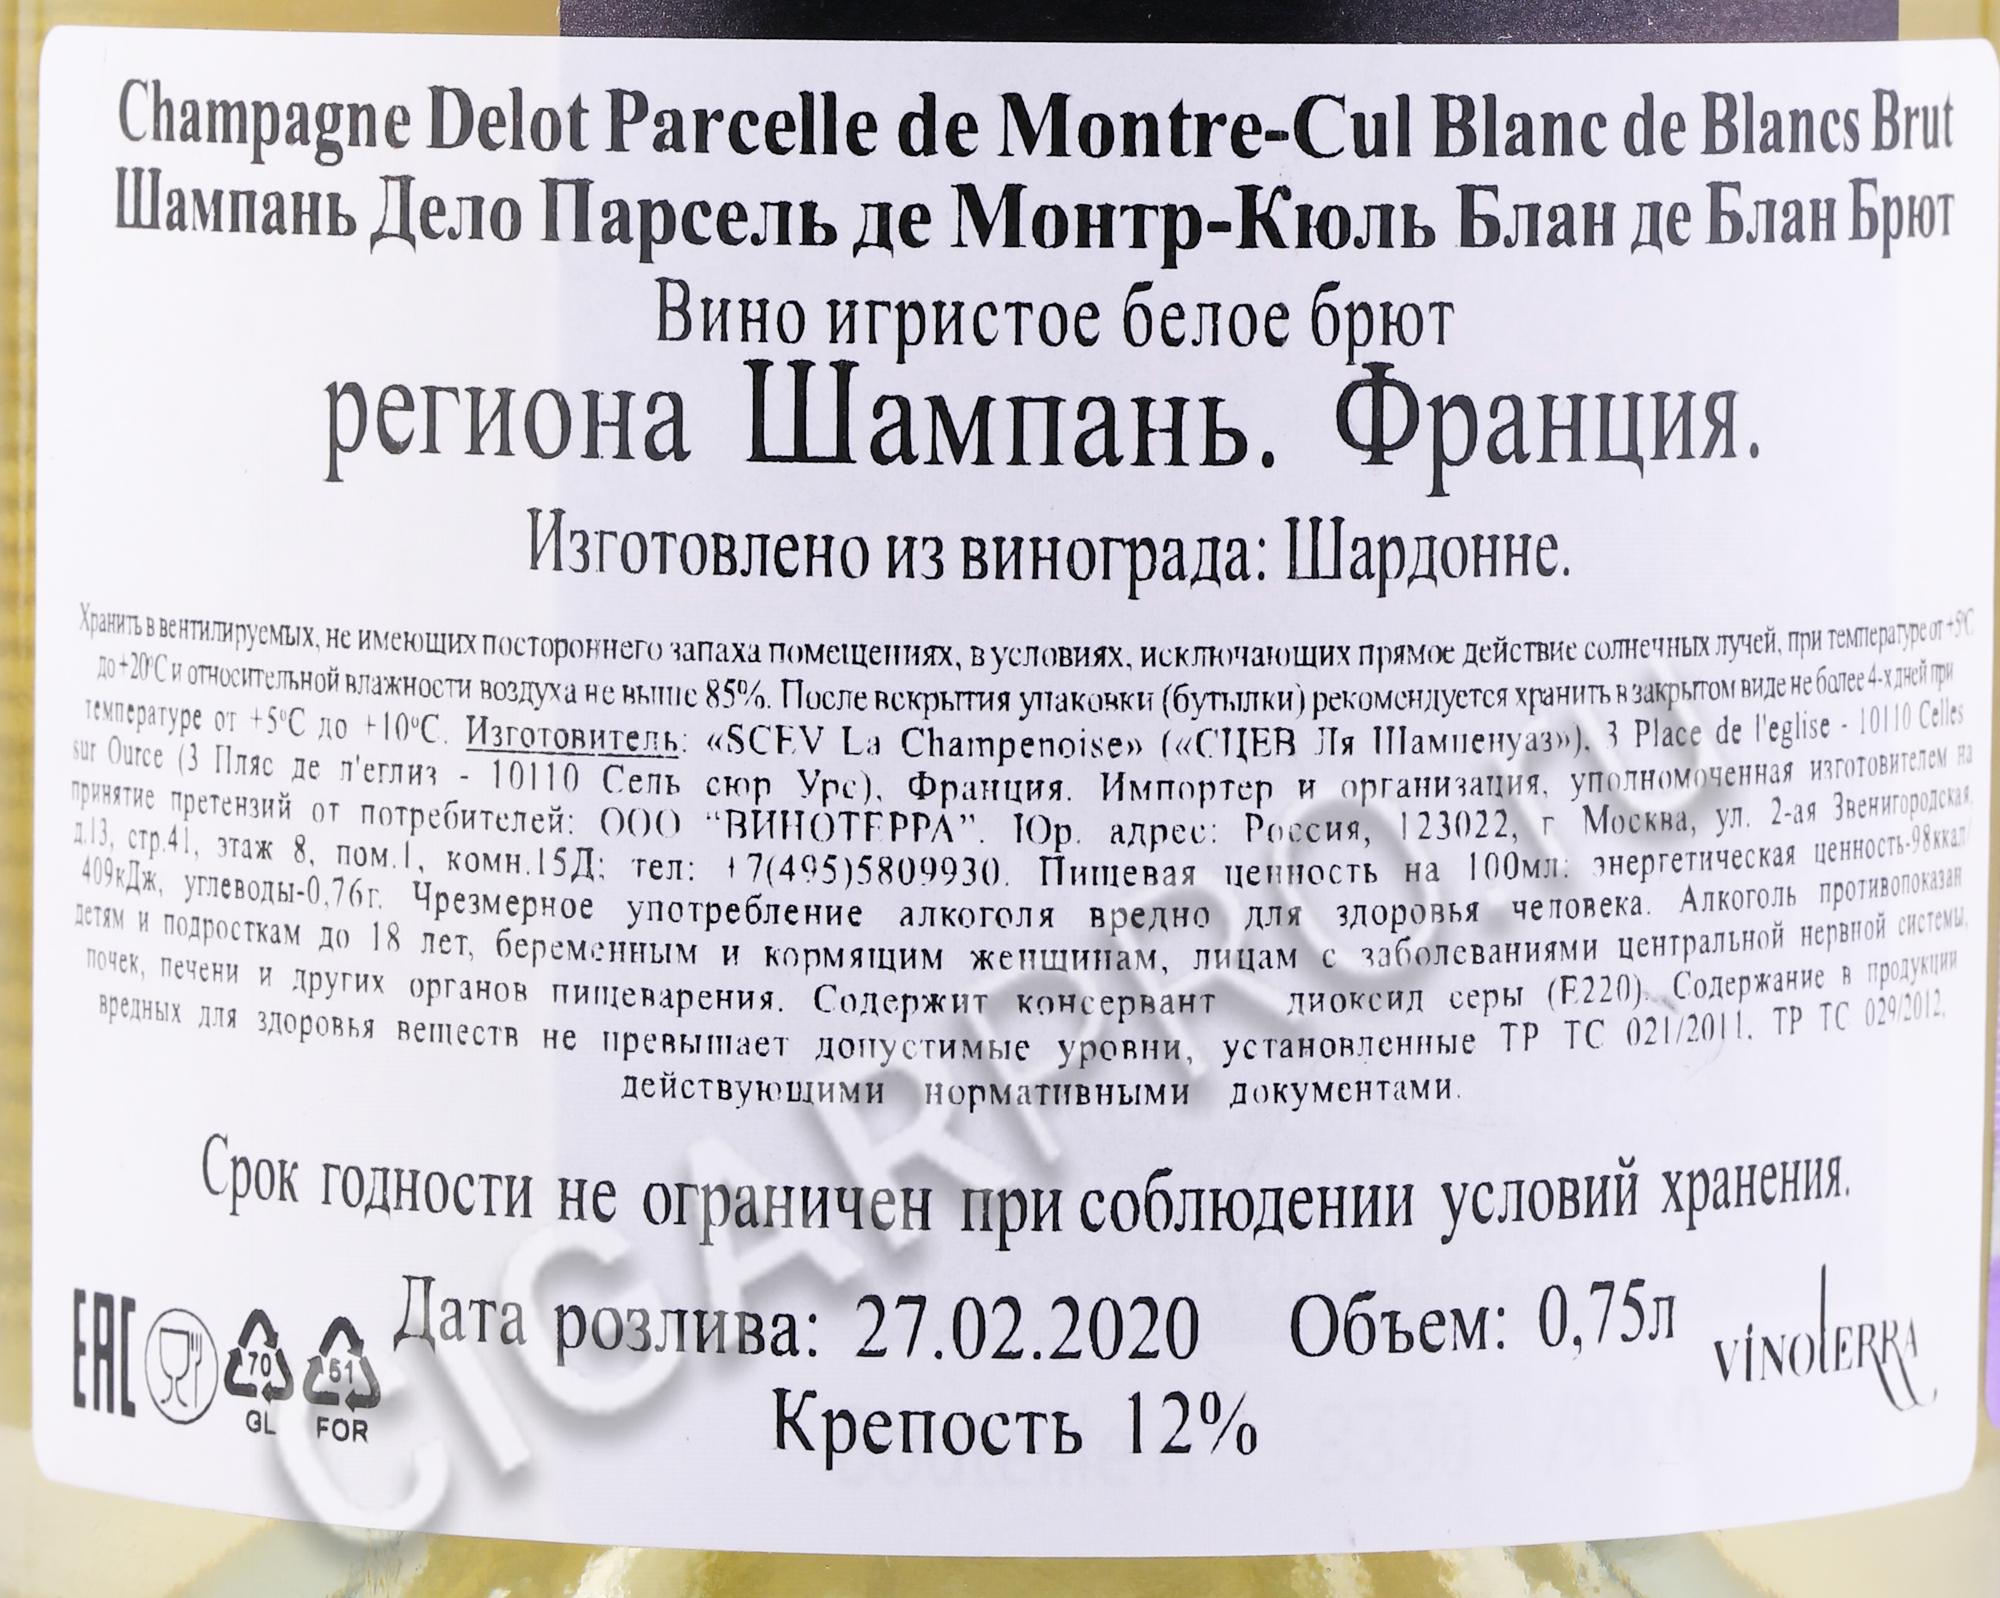 Champagne Delot Parcelle de Montre-Cul Blanc de Blancs Brut
Шампань Дело Парсель де Монтр-Кюль Блан де Блан Брют
Вино игристое белое брют
региона Шампань. Франция.
Изготовлено из винограда: Шардонне.
Хранить в вентилируемых, не имеющих постороннего запаха помещениях, в условиях, исключающих прямое действие солнечных лучей, при температуре от +5°С
до +20°С и относительной влажности воздуха не выше 85%. После вскрытия упаковки (бутылки) рекомендуется хранить в закрытом виде не более 4-х дней при
температуре от +5°С до +10°С. Изготовитель: «SCEV La Champenoise» («СЦЕВ Ля Шампенуаз»), 3 Place de l'eglise - 10110 Celles
sur Ource (3 Пляс де л'еглиз - 10110 Сель сюр Урс), Франция. Импортер и организация, уполномоченная изготовителем на
принятие претензий от потребителей: ООО “ВИНОТЕРРА”. Юр. адрес: Россия, 123022, г Москва, ул. 2-ая Звенигородская,
д.13, стр.41, этаж 8, пом.1, комн.15Д; тел: +7(495)5809930. Пищевая ценность на 100мл: энергетическая ценность-98ккал/
409кДж, углеводы-0,76г. Чрезмерное употребление алкоголя вредно для здоровья человека. Алкоголь противопоказан
детям и подросткам до 18 лет, беременным и кормящим женщинам, лицам с заболеваниями центральной нервной системы,
почек, печени и других органов пищеварения. Содержит консервант диоксид серы (Е220). Содержание в продукции
вредных для здоровья веществ не превышает допустимые уровни, установленные ТР ТС 021/2011, ТР ТС 029/2012,
действующими нормативными документами.
Срок годности не ограничен при соблюдении условий хранения.
Дата розлива: 27.02.2020 Объем: 0,75л
Крепость 12%
EAC
70
GL
51
FOR
VINOTERRA
CIGARPRO.ru